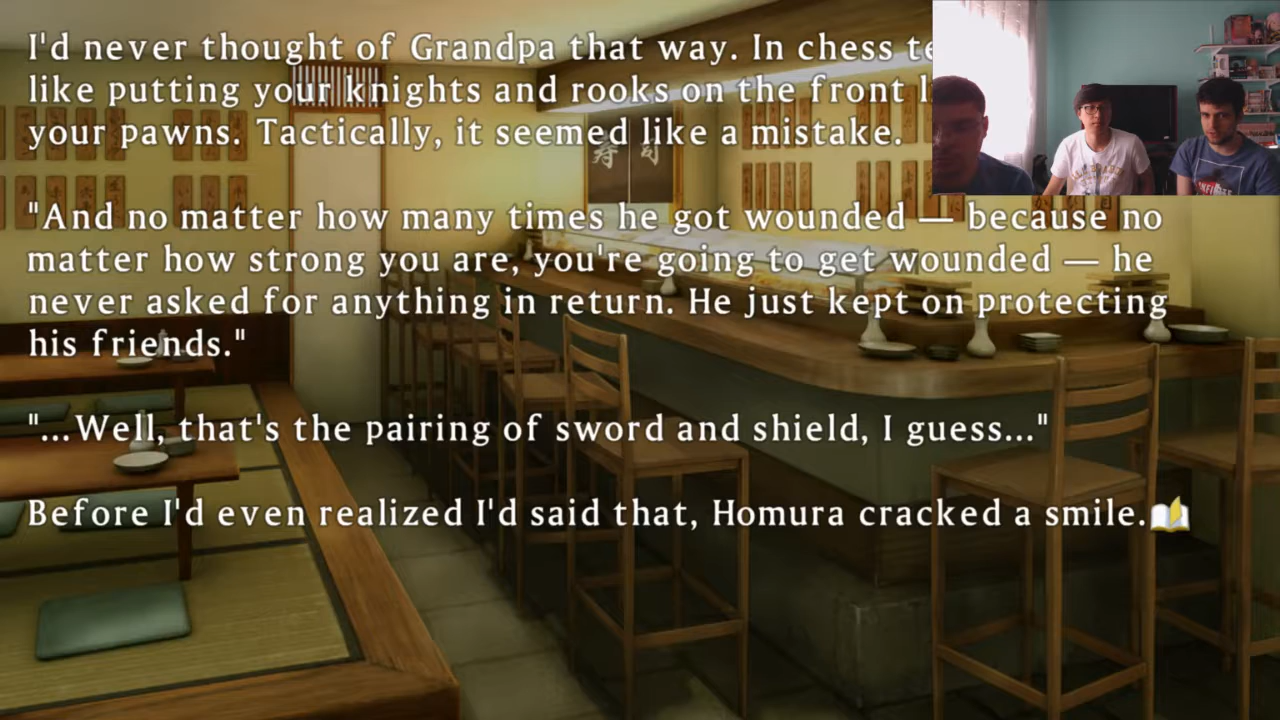 I'd never thought of Grandpa that way. In chess
like putting your knights and rooks on the front
your pawns. Tactically, it seemed like a mistake.
寿司
"And no matter how many times he got wounded — because no
matter how strong you are, you're going to get wounded — he
never asked for anything in return. He just kept on protecting
his friends."
"...Well, that's the pairing of sword and shield, I guess..."
Before I'd even realized I'd said that, Homura cracked a smile.